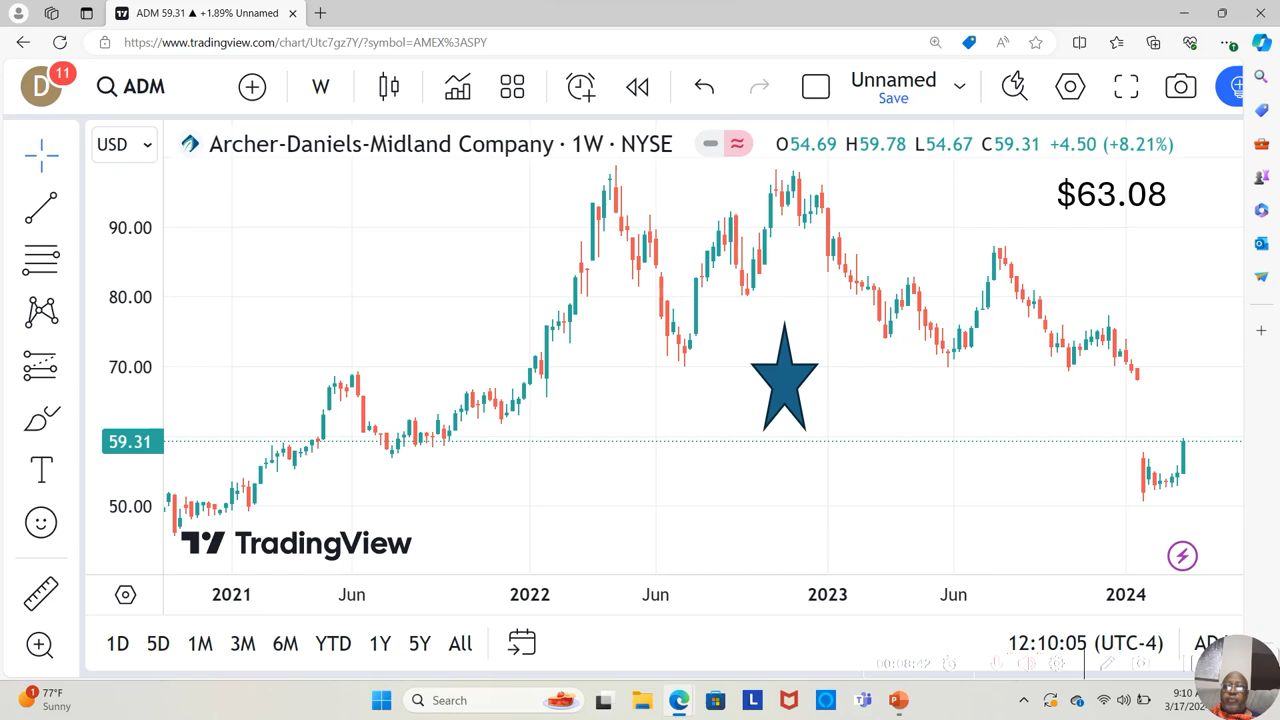 ADM 59.31 ▲ +1.89% Unnamed
https://www.tradingview.com/chart/Utc7gz7Y/?symbol=AMEX%3ASPY
D
11
ADM
W
Unnamed
Save
USD
Archer-Daniels-Midland Company · 1W · NYSE
O54.69 H59.78 L54.67 C59.31 +4.50 (+8.21%)
$63.08
90.00
80.00
70.00
59.31
50.00
TradingView
2021 Jun 2022 Jun 2023 Jun 2024
1D 5D 1M 3M 6M YTD 1Y 5Y All
12:10:05 (UTC-4)
00:08:42
1
77°F
Sunny
Search
9:10
3/17/